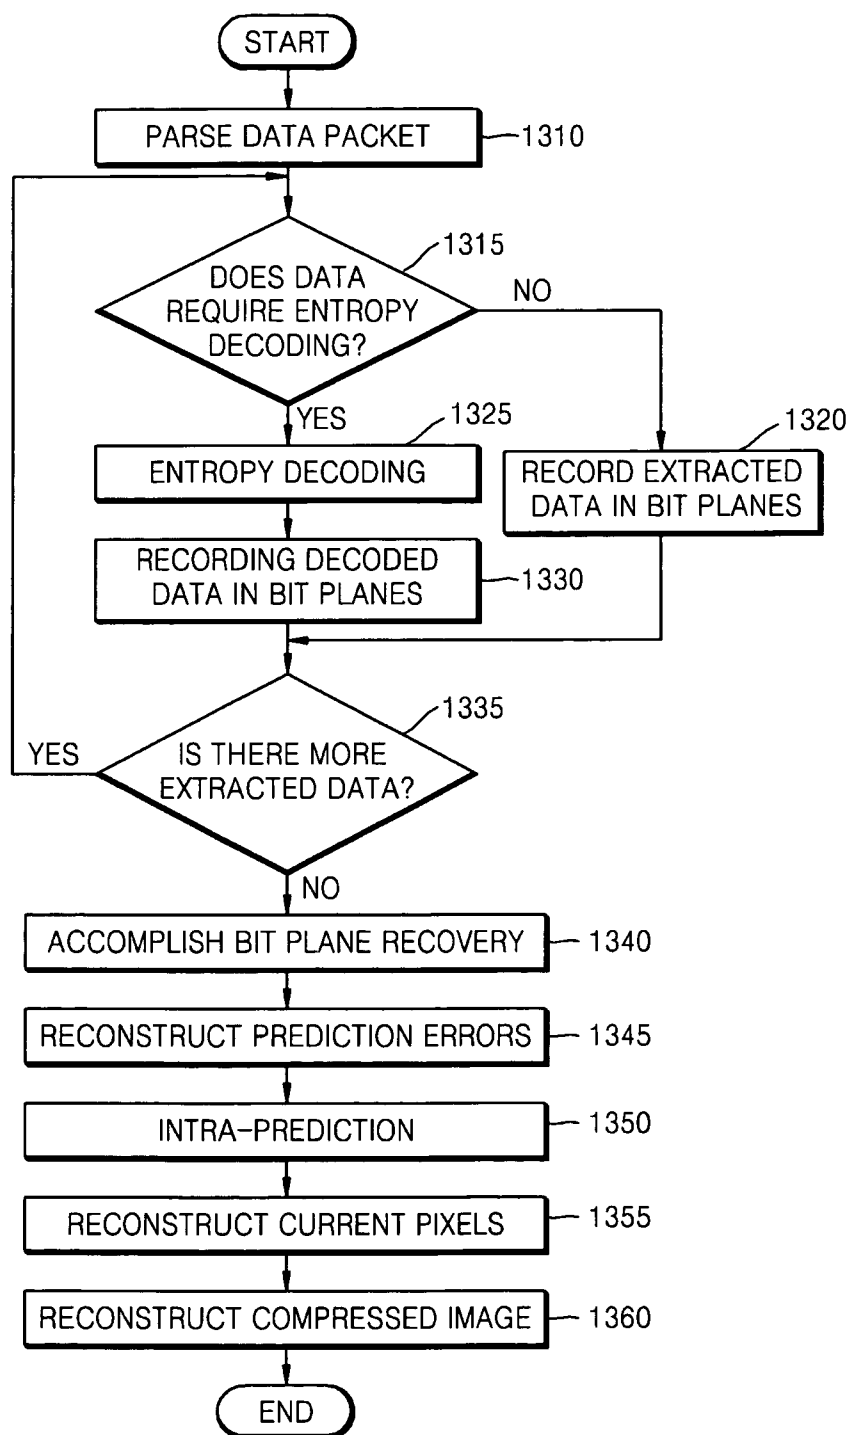 START
PARSE DATA PACKET
1310
1315
DOES DATA
REQUIRE ENTROPY
DECODING?
NO
YES
1325
ENTROPY DECODING
1320
RECORD EXTRACTED
DATA IN BIT PLANES
RECORDING DECODED
DATA IN BIT PLANES
1330
1335
YES
IS THERE MORE
EXTRACTED DATA?
NO
ACCOMPLISH BIT PLANE RECOVERY
1340
RECONSTRUCT PREDICTION ERRORS
1345
INTRA-PREDICTION
1350
RECONSTRUCT CURRENT PIXELS
1355
RECONSTRUCT COMPRESSED IMAGE
1360
END